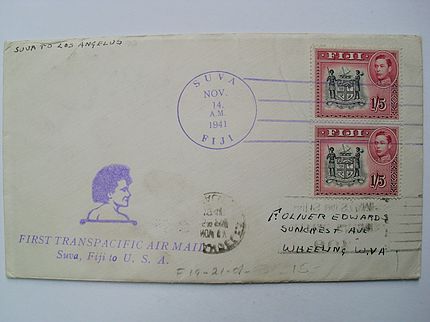 SUVA TO LOS ANGELUS
SUVA
NOV.
14.
A.M.
1941
FIJI
FIJI
1/5
FIJI
1/5
R OLIVER EDWARDS
SUNCREST AVE
WHEELING W.VA
FIRST TRANSPACIFIC AIR MAIL
Suva, Fiji to U. S. A.